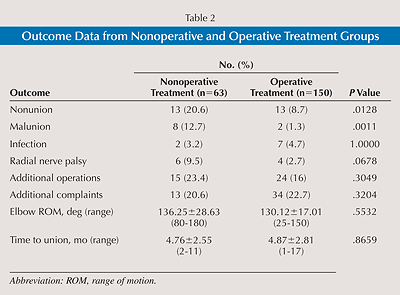 Table 2
Outcome Data from Nonoperative and Operative Treatment Groups
No. (%)
Outcome Nonoperative Treatment (n=63) Operative Treatment (n=150) P Value
Nonunion 13 (20.6) 13 (8.7) .0128
Malunion 8 (12.7) 2 (1.3) .0011
Infection 2 (3.2) 7 (4.7) 1.0000
Radial nerve palsy 6 (9.5) 4 (2.7) .0678
Additional operations 15 (23.4) 24 (16) .3049
Additional complaints 13 (20.6) 34 (22.7) .3204
Elbow ROM, deg (range) 136.25±28.63 130.12±17.01 .5532
(80-180) (25-150)
Time to union, mo (range) 4.76±2.55 4.87±2.81 .8659
(2-11) (1-17)
Abbreviation: ROM, range of motion.